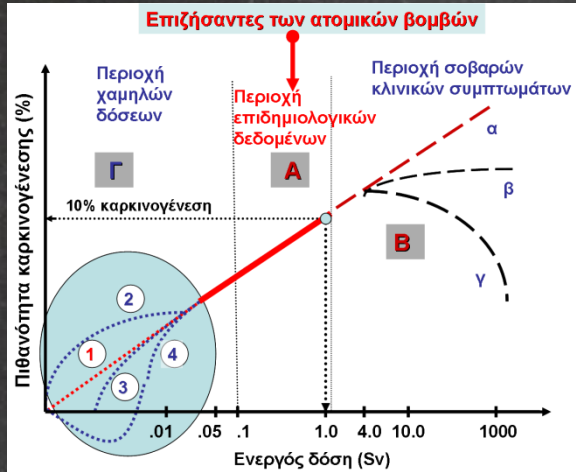 Επιζήσαντες των ατομικών βομβών
Περιοχή
χαμηλών
δόσεων
Περιοχή
επιδημιολογικών
δεδομένων
Περιοχή σοβαρών
κλινικών συμπτωμάτων
α
β
γ
Γ
Α
Β
10% καρκινογένεση
Πιθανότητα καρκινογένεσης (%)
1
2
3
4
.01
.05
.1
1.0
4.0
10.0
1000
Ενεργός δόση (Sv)